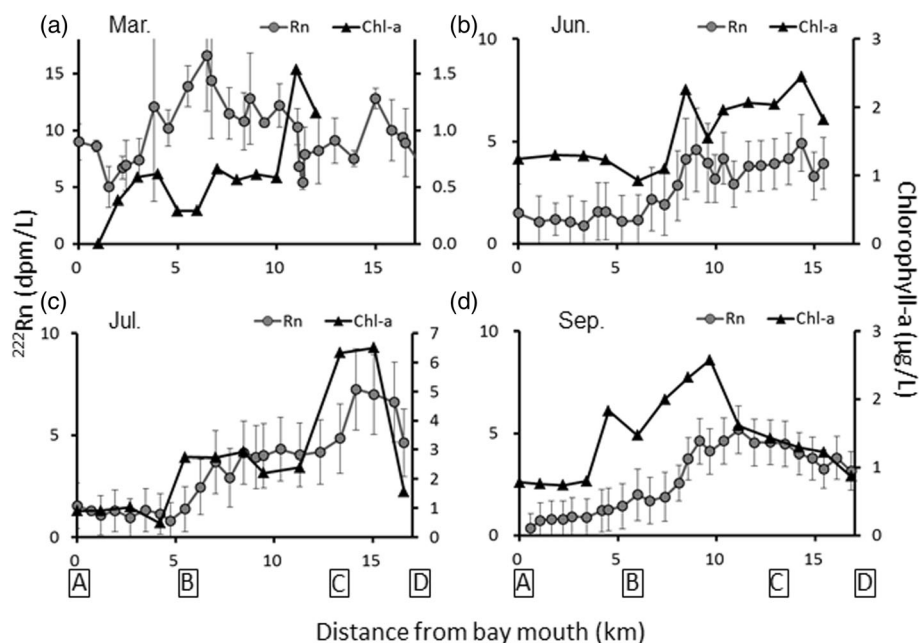 (a) Mar. Rn Chl-a
15 1.5
10 1.0
5 0.5
0 0.0
0 5 10 15
(b) Jun. Rn Chl-a
10 3
2
5
1
0 0
0 5 10 15
(c) Jul. Rn Chl-a
10 7
6
5
5 4
3
2
1
0 0
0 5 10 15
A B C D
(d) Sep. Rn Chl-a
10 3
2
5
1
0 0
0 5 10 15
A B C D
²²²Rn (dpm/L)
Chlorophyll-a (µg/L)
Distance from bay mouth (km)